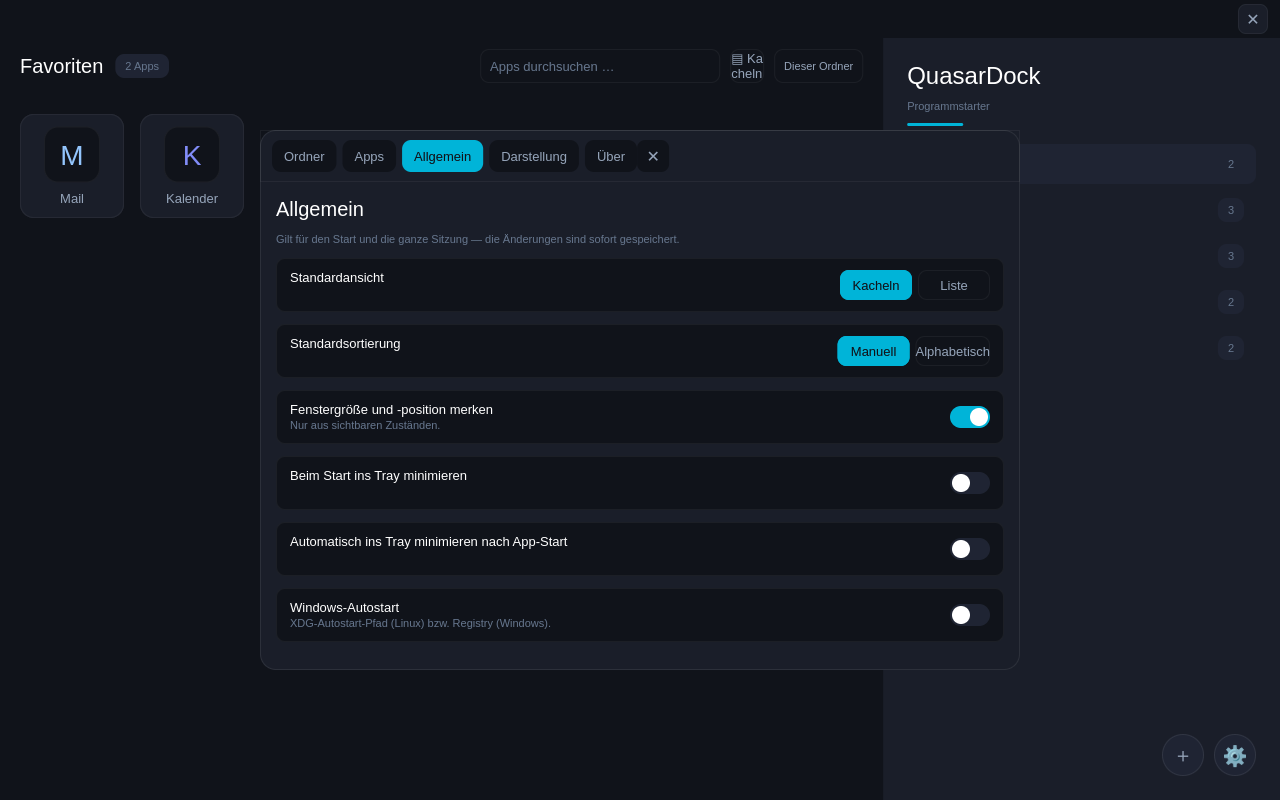 ✕
Favoriten
2 Apps
Apps durchsuchen …
▤ Ka
cheln
Dieser Ordner
M
Mail
K
Kalender
QuasarDock
Programmstarter
2
3
3
2
2
Ordner
Apps
Allgemein
Darstellung
Über
✕
Allgemein
Gilt für den Start und die ganze Sitzung — die Änderungen sind sofort gespeichert.
Standardansicht
Kacheln
Liste
Standardsortierung
Manuell
Alphabetisch
Fenstergröße und -position merken
Nur aus sichtbaren Zuständen.
Beim Start ins Tray minimieren
Automatisch ins Tray minimieren nach App-Start
Windows-Autostart
XDG-Autostart-Pfad (Linux) bzw. Registry (Windows).
+
⚙️